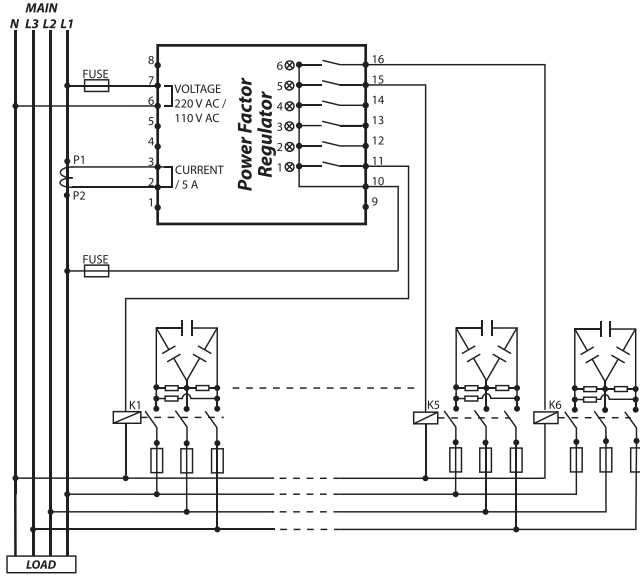 MAIN
N L3 L2 L1
FUSE
8
7
6
5
4
3
2
1
VOLTAGE
220 V AC /
110 V AC
CURRENT
/ 5 A
Power Factor
Regulator
6
5
4
3
2
1
16
15
14
13
12
11
10
9
P1
P2
FUSE
K1
K5
K6
LOAD